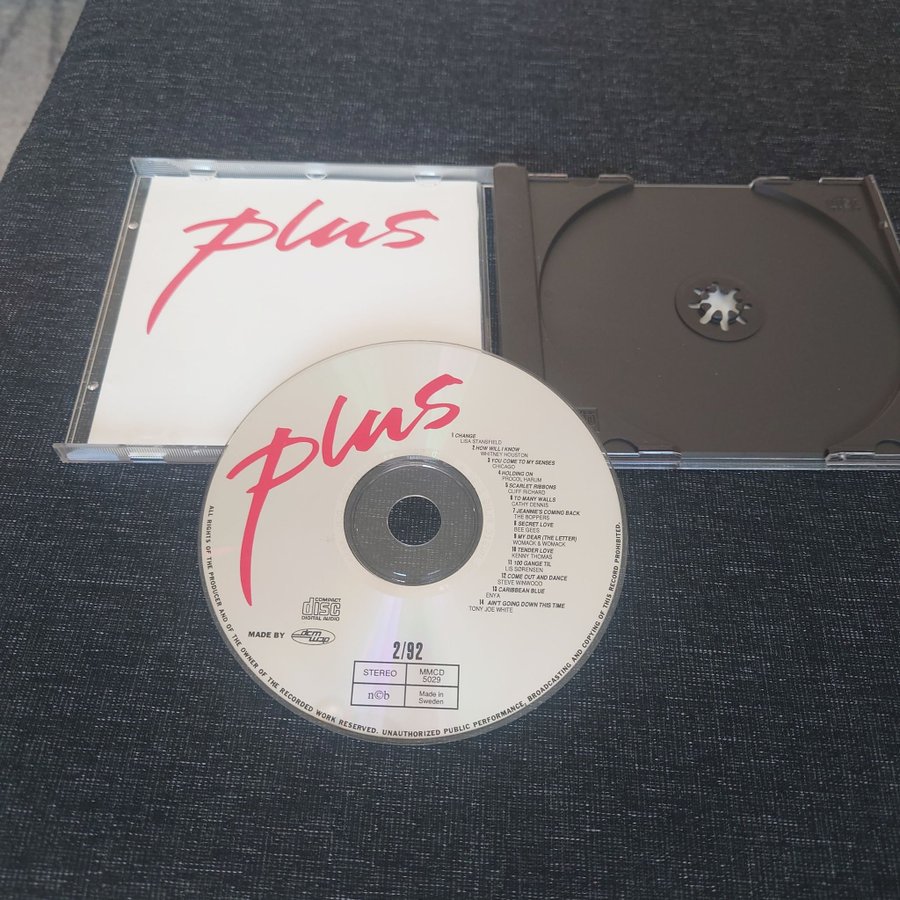 plus
plus
1 CHANGE
LISA STANSFIELD
2 HOW WILL I KNOW
WHITNEY HOUSTON
3 YOU COME TO MY SENSES
CHICAGO
4 HOLDING ON
PROCOL HARUM
5 SCARLET RIBBONS
CLIFF RICHARD
6 TO MANY WALLS
CATHY DENNIS
7 JEANNIE'S COMING BACK
THE BOPPERS
8 SECRET LOVE
BEE GEES
9 MY DEAR (THE LETTER)
WOMACK & WOMACK
10 TENDER LOVE
KENNY THOMAS
11 100 GANGE TIL
LIS SØRENSEN
12 COME OUT AND DANCE
STEVE WINWOOD
13 CARIBBEAN BLUE
ENYA
14 AIN'T GOING DOWN THIS TIME
TONY JOE WHITE
COMPACT
disc
DIGITAL AUDIO
MADE BY
2/92
STEREO
MMCD
5029
n©b
Made in
Sweden
ALL RIGHTS OF THE PRODUCER AND OF THE OWNER OF THE RECORDED WORK RESERVED. UNAUTHORIZED PUBLIC PERFORMANCE, BROADCASTING AND COPYING OF THIS RECORD PROHIBITED.